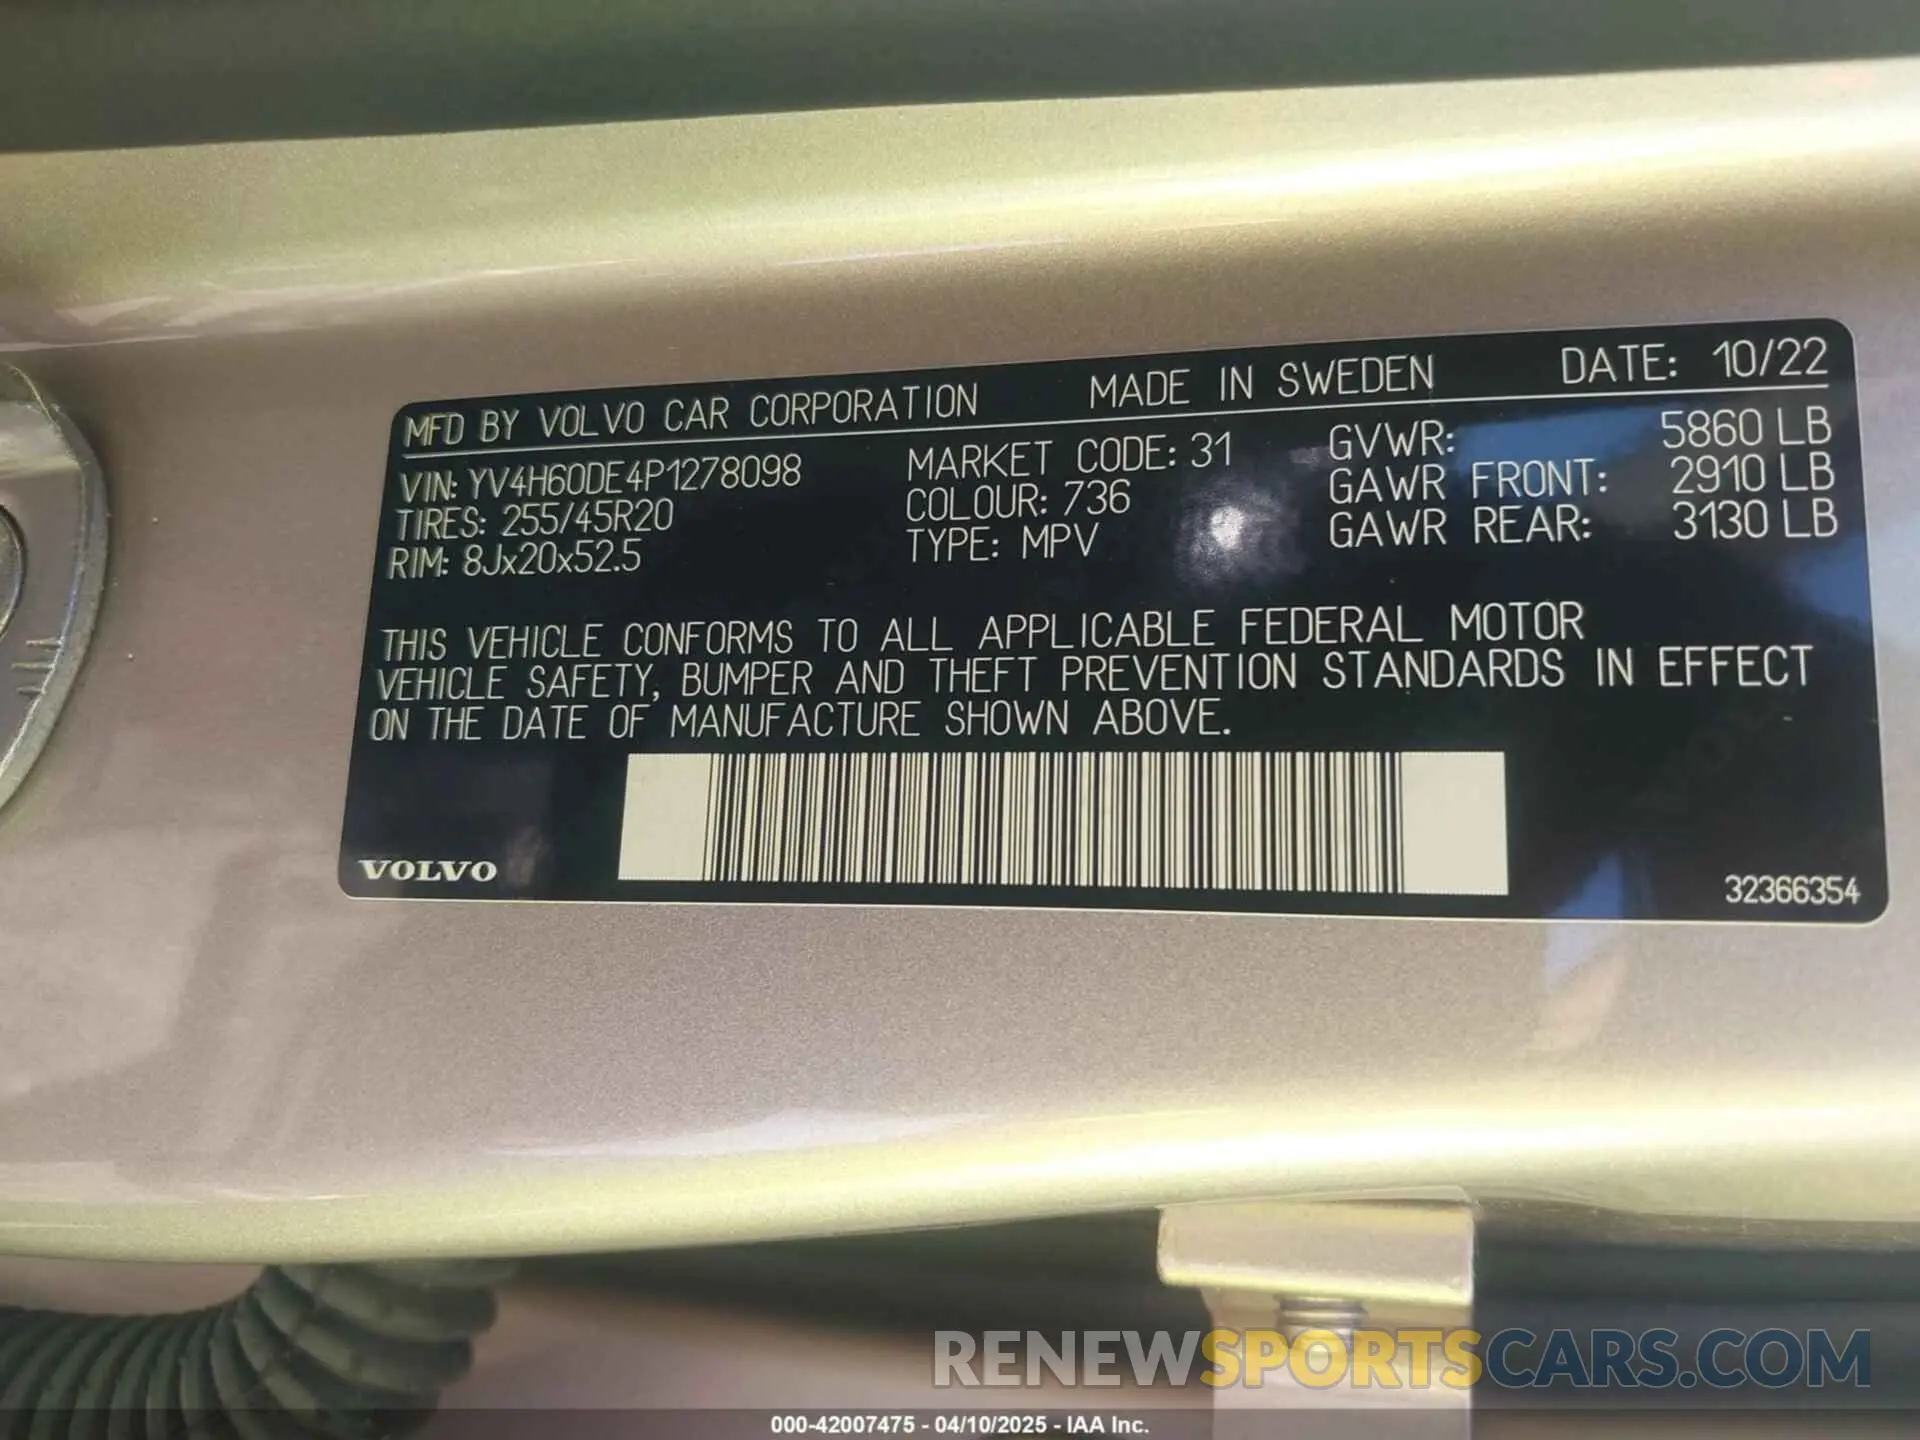 MFD BY VOLVO CAR CORPORATION MADE IN SWEDEN DATE: 10/22
VIN: YV4H60DE4P1278098 MARKET CODE: 31 GVWR: 5860 LB
TIRES: 255/45R20 COLOUR: 736 GAWR FRONT: 2910 LB
RIM: 8Jx20x52.5 TYPE: MPV GAWR REAR: 3130 LB
THIS VEHICLE CONFORMS TO ALL APPLICABLE FEDERAL MOTOR
VEHICLE SAFETY, BUMPER AND THEFT PREVENTION STANDARDS IN EFFECT
ON THE DATE OF MANUFACTURE SHOWN ABOVE.
VOLVO 32366354
RENEWSPORTSCARS.COM
000-42007475 - 04/10/2025 - IAA Inc.